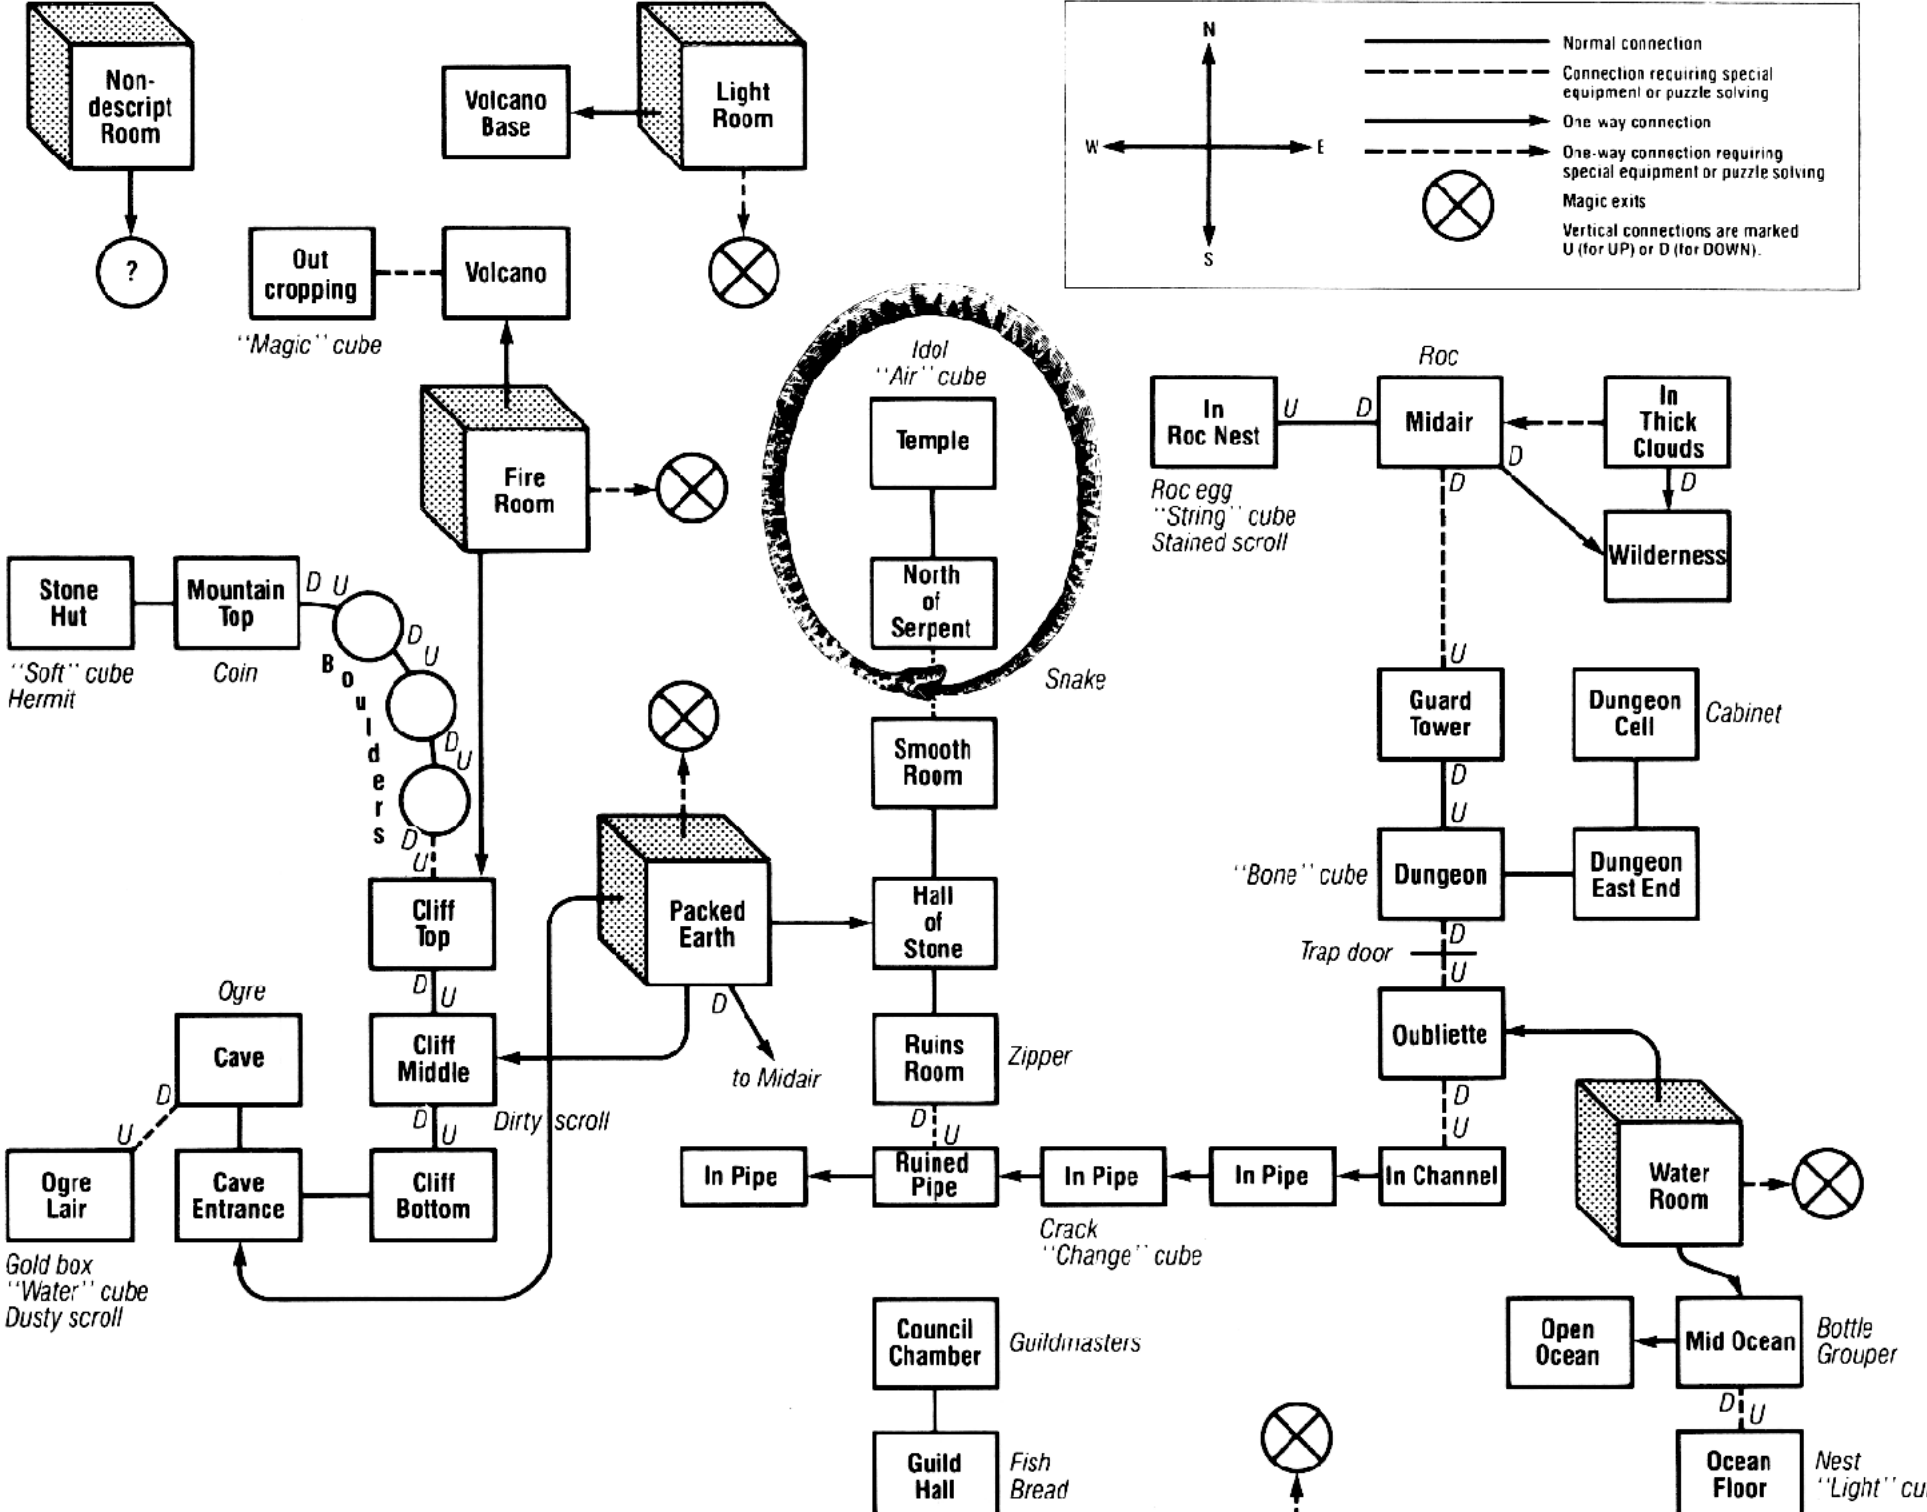 Non-
descript
Room
?
Volcano
Base
Light
Room
N
W
E
S
Normal connection
Connection requiring special
equipment or puzzle solving
One way connection
One-way connection requiring
special equipment or puzzle solving
Magic exits
Vertical connections are marked
U (for UP) or D (for DOWN).
Out
cropping
"Magic" cube
Volcano
Fire
Room
Idol
"Air" cube
Temple
North
of
Serpent
Snake
Smooth
Room
In
Roc Nest
U
D
Roc egg
"String" cube
Stained scroll
Roc
Midair
D
D
In
Thick
Clouds
D
Wilderness
Stone
Hut
"Soft" cube
Hermit
Mountain
Top
Coin
D U
D
U
D
U
D
U
Boulders
Cliff
Top
D
U
Cliff
Middle
D
U
Dirty scroll
Cliff
Bottom
Packed
Earth
D
to Midair
Hall
of
Stone
Ruins
Room
Zipper
D
U
U
Guard
Tower
D
U
Dungeon
Cell
Cabinet
"Bone" cube
Dungeon
Dungeon
East End
D
Trap door
U
Oubliette
D
U
Ogre
Cave
D
U
Ogre
Lair
Gold box
"Water" cube
Dusty scroll
Cave
Entrance
In Pipe
Ruined
Pipe
In Pipe
In Pipe
In Channel
Crack
"Change" cube
Water
Room
Council
Chamber
Guildmasters
Guild
Hall
Fish
Bread
Open
Ocean
Mid Ocean
Bottle
Grouper
D
U
Ocean
Floor
Nest
"Light" cu